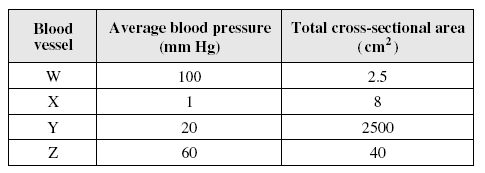 Blood vessel Average blood pressure (mm Hg) Total cross-sectional area (cm²)
W 100 2.5
X 1 8
Y 20 2500
Z 60 40